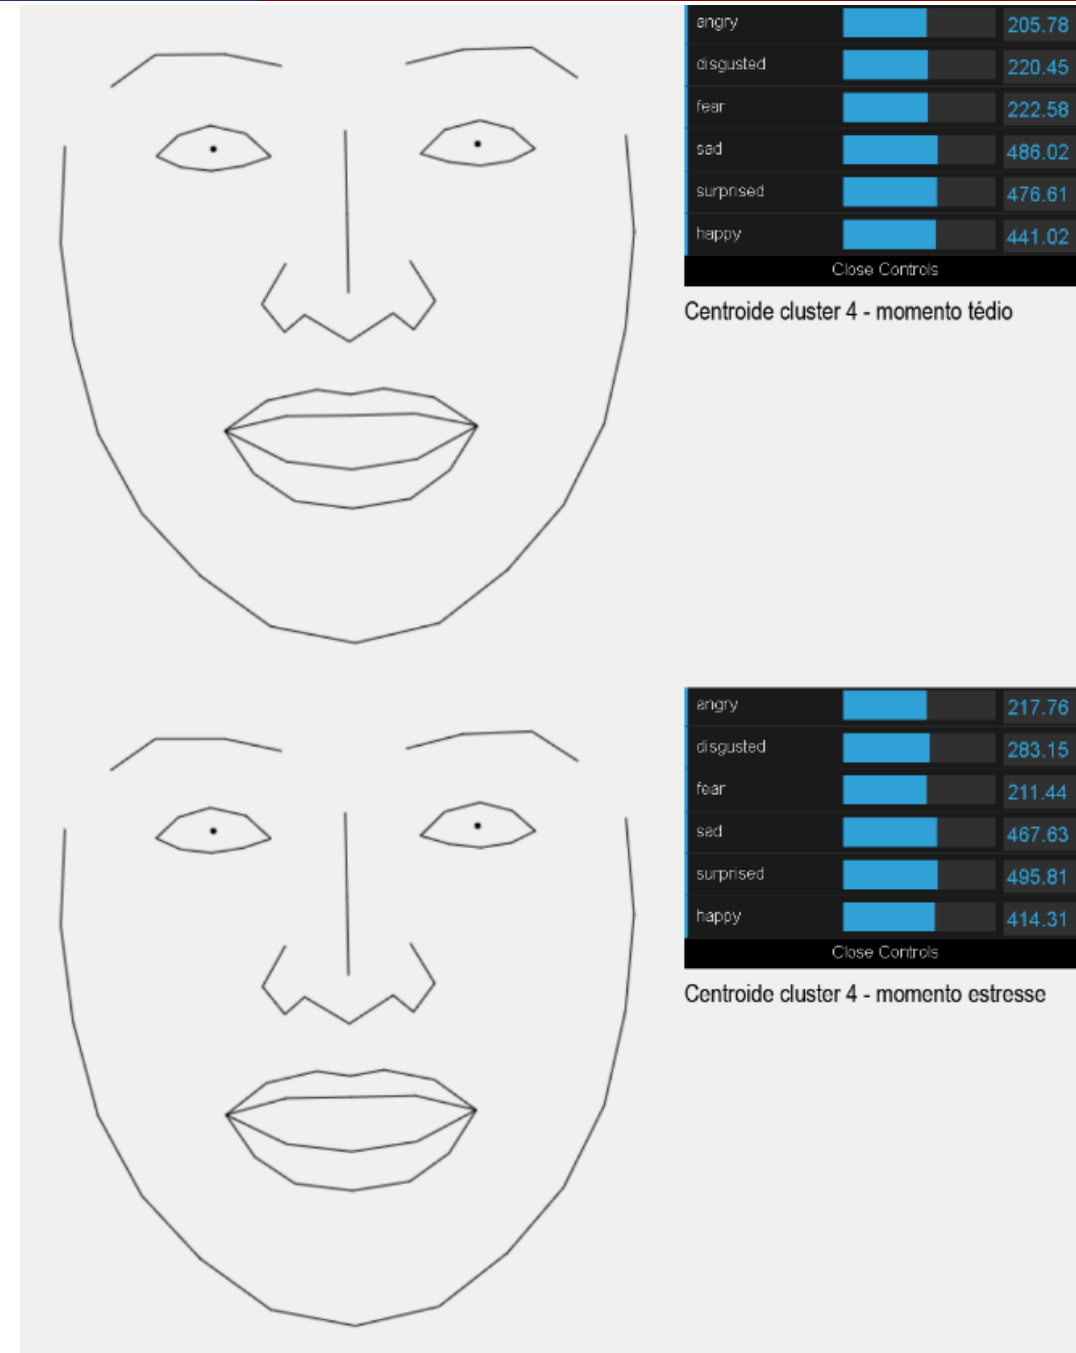 angry 205.78
disgusted 220.45
fear 222.58
sad 486.02
surprised 476.61
happy 441.02
Close Controls
Centroide cluster 4 - momento tédio
angry 217.76
disgusted 283.15
fear 211.44
sad 467.63
surprised 495.81
happy 414.31
Close Controls
Centroide cluster 4 - momento estresse